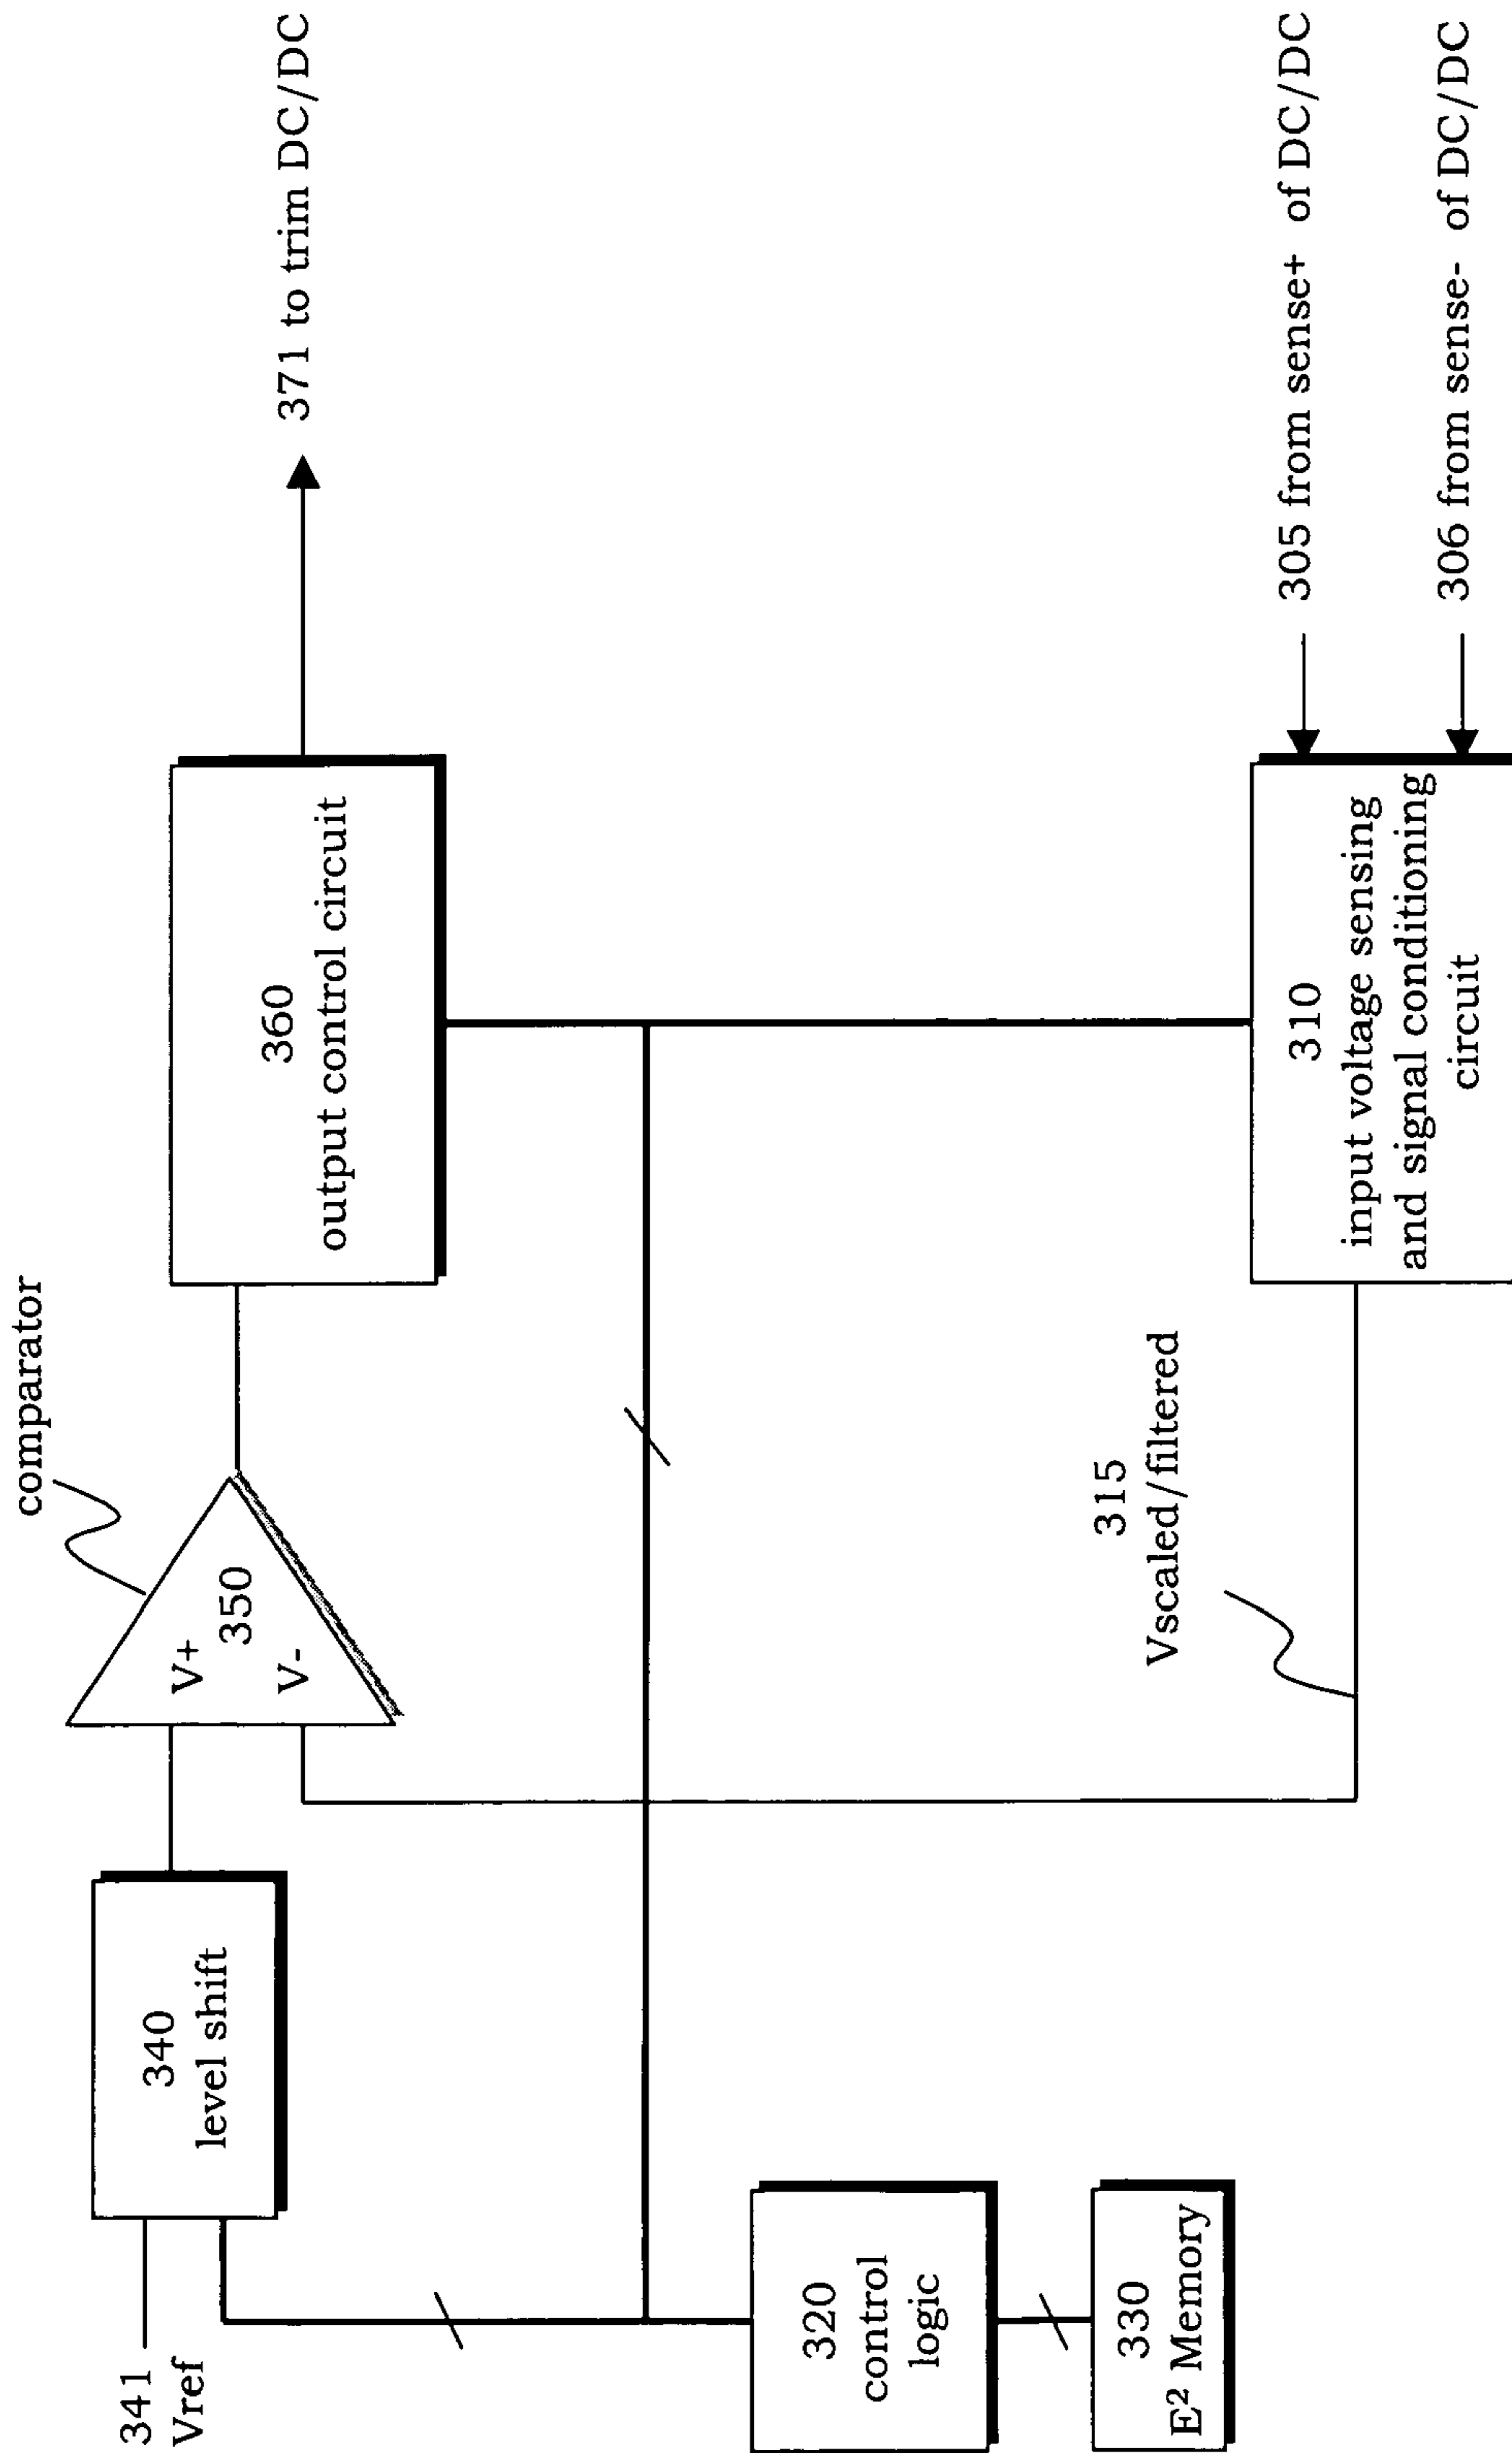 341
Vref
340
level shift
comparator
V+
350
V-
360
output control circuit
371 to trim DC/DC
320
control
logic
330
E² Memory
315
Vscaled/filtered
310
input voltage sensing
and signal conditioning
circuit
305 from sense+ of DC/DC
306 from sense- of DC/DC